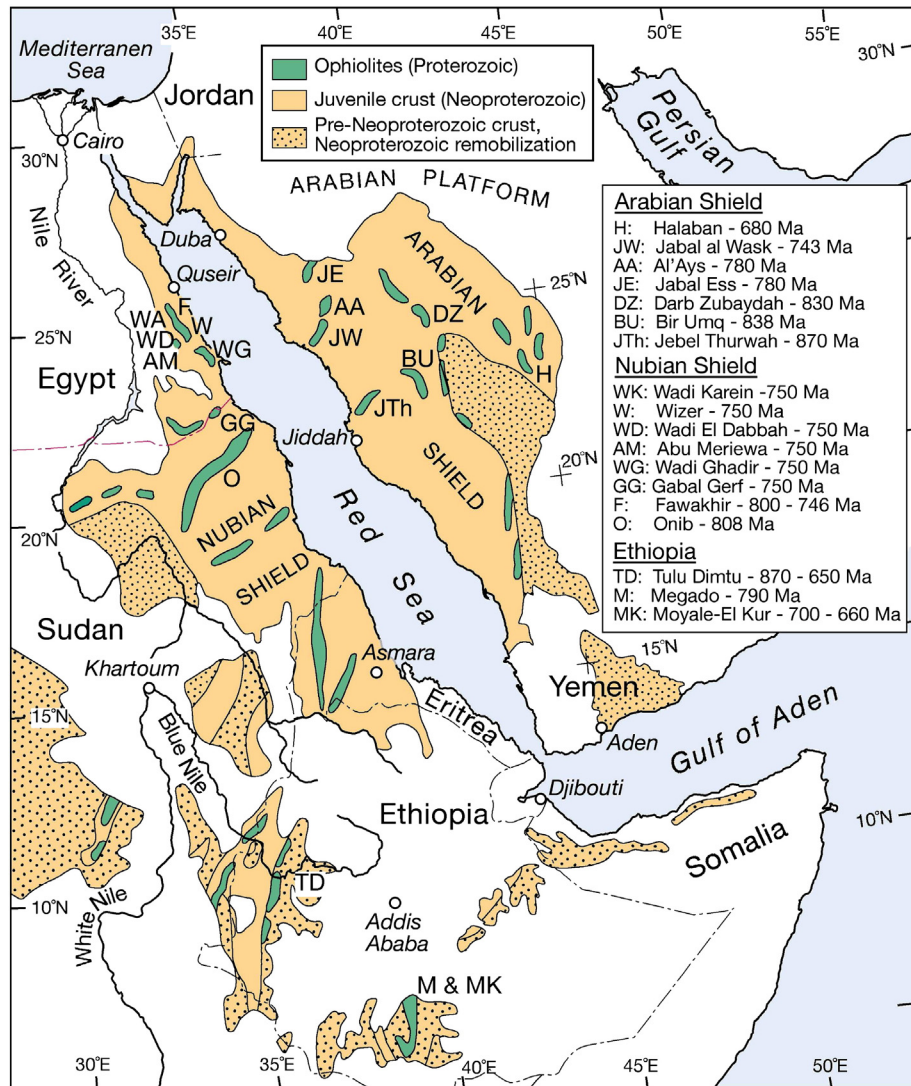 35°E
40°E
45°E
50°E
55°E
Mediterranen
Sea
30°N
Ophiolites (Proterozoic)
Juvenile crust (Neoproterozoic)
Pre-Neoproterozoic crust,
Neoproterozoic remobilization
Jordan
Persian
Gulf
Cairo
30°N
ARABIAN PLATFORM
Nile
River
Arabian Shield
H: Halaban - 680 Ma
JW: Jabal al Wask - 743 Ma
AA: Al'Ays - 780 Ma
JE: Jabal Ess - 780 Ma
DZ: Darb Zubaydah - 830 Ma
BU: Bir Umq - 838 Ma
JTh: Jebel Thurwah - 870 Ma
Nubian Shield
WK: Wadi Karein -750 Ma
W: Wizer - 750 Ma
WD: Wadi El Dabbah - 750 Ma
AM: Abu Meriewa - 750 Ma
WG: Wadi Ghadir - 750 Ma
GG: Gabal Gerf - 750 Ma
F: Fawakhir - 800 - 746 Ma
O: Onib - 808 Ma
Ethiopia
TD: Tulu Dimtu - 870 - 650 Ma
M: Megado - 790 Ma
MK: Moyale-El Kur - 700 - 660 Ma
Duba
ARABIAN
Quseir
JE
25°N
F
AA
DZ
WA
W
25°N
WD
JW
AM
WG
BU
H
Egypt
JTh
GG
Jiddah
SHIELD
20°N
O
Red
Sea
NUBIAN
20°N
SHIELD
Sudan
Khartoum
Asmara
15°N
Yemen
15°N
Eritrea
Aden
Gulf of Aden
Blue Nile
Djibouti
Ethiopia
10°N
Somalia
TD
White Nile
10°N
Addis
Ababa
M & MK
30°E
35°E
40°E
45°E
50°E